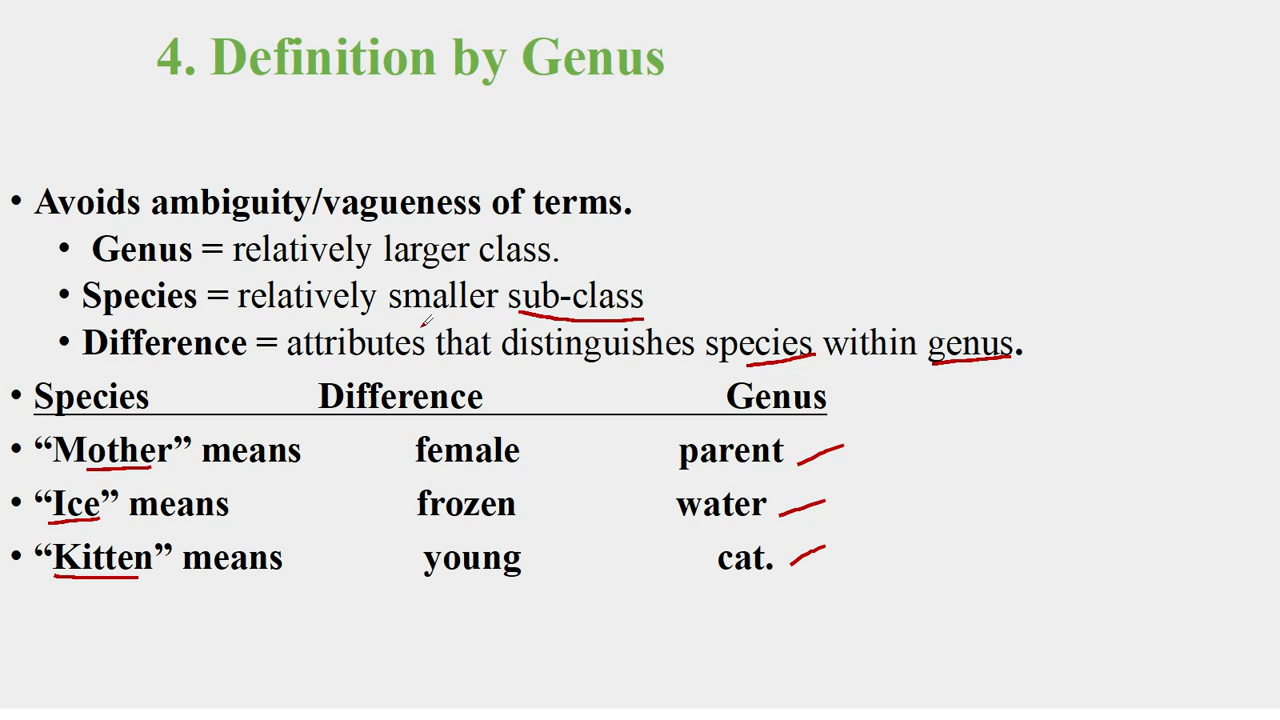 4. Definition by Genus
• Avoids ambiguity/vagueness of terms.
• Genus = relatively larger class.
• Species = relatively smaller sub-class
• Difference = attributes that distinguishes species within genus.
• Species Difference Genus
• “Mother” means female parent
• “Ice” means frozen water
• “Kitten” means young cat.